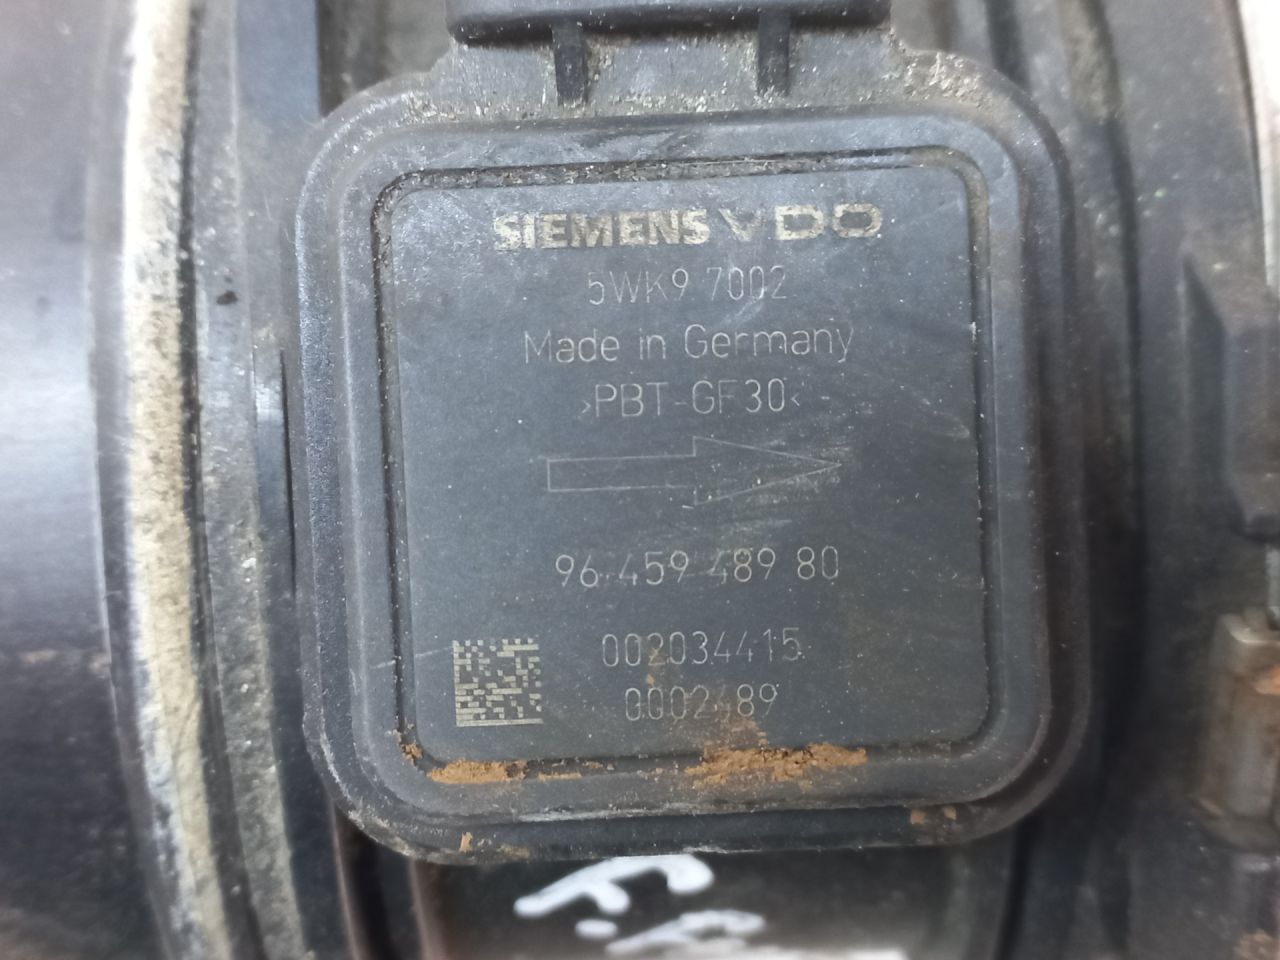 SIEMENS VDO
5WK9 7002
Made in Germany
>PBT-GF30<
96 459 489 80
002034415
0002489